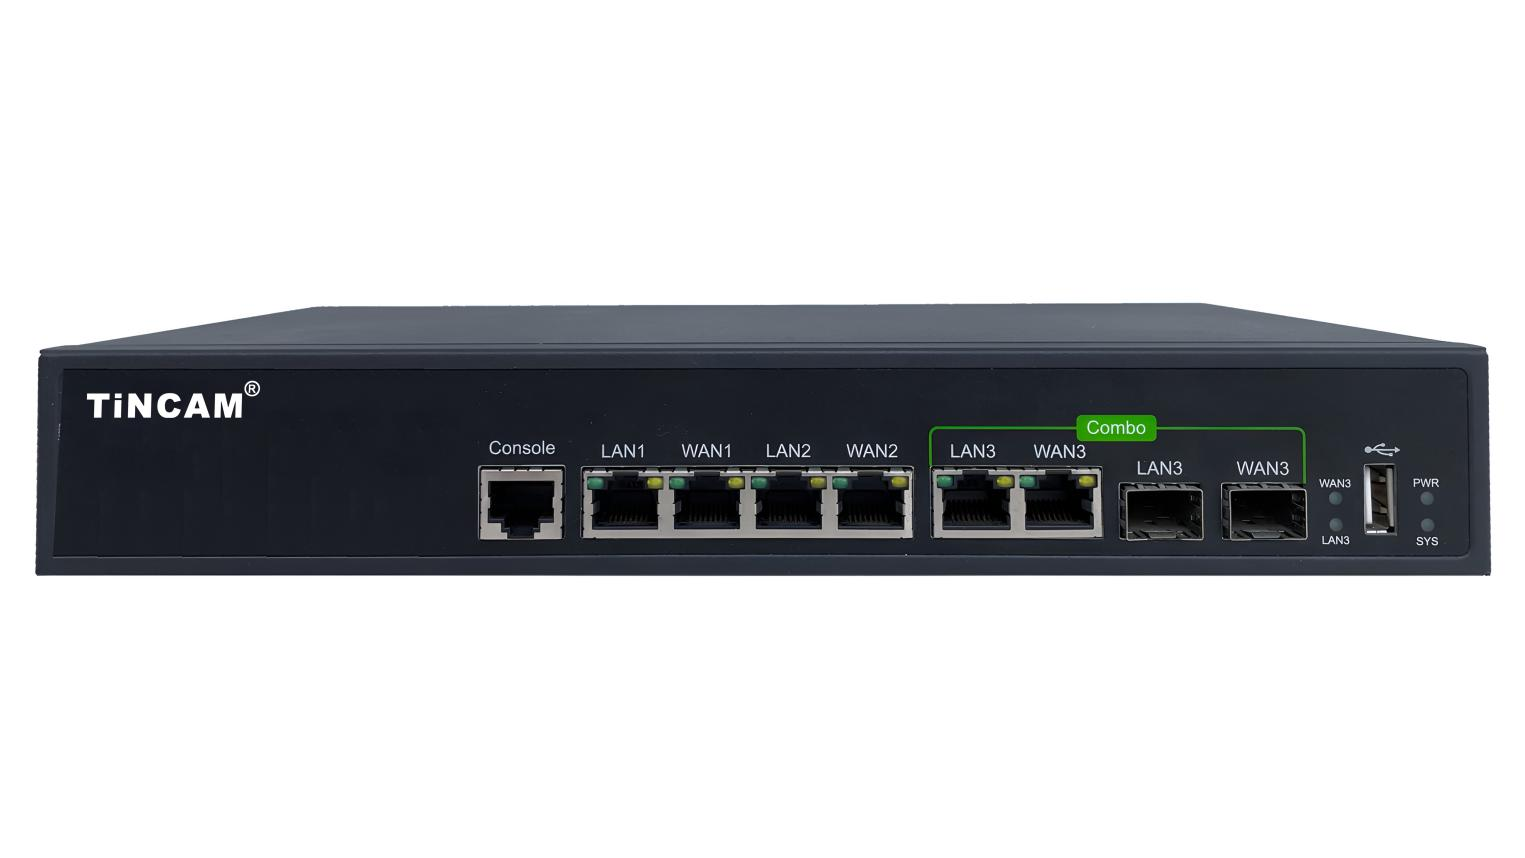 TiNCAM®
Combo
Console
LAN1
WAN1
LAN2
WAN2
LAN3
WAN3
LAN3
WAN3
WAN3
LAN3
PWR
SYS